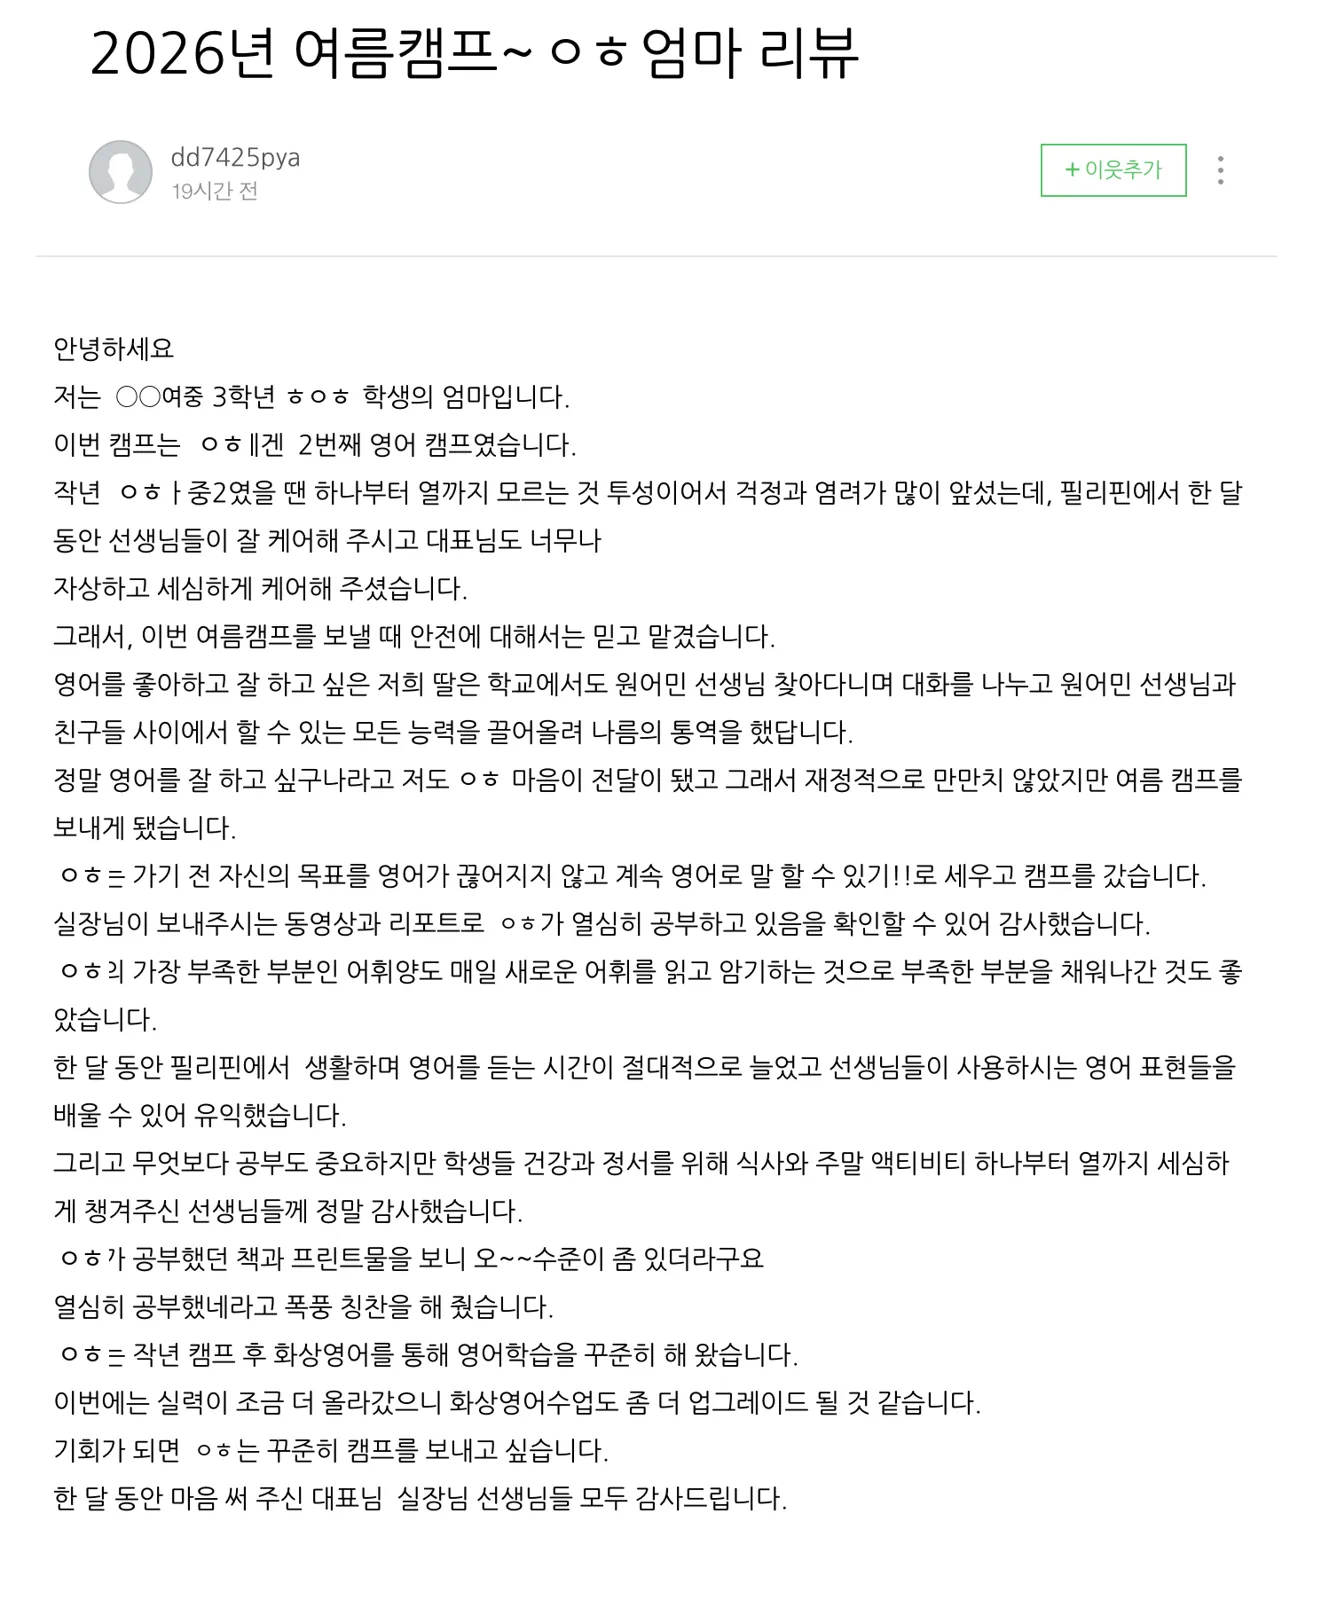 2026년 여름캠프~ ㅇㅎ엄마 리뷰
dd7425pya
19시간 전
+ 이웃추가
안녕하세요
저는 ○○여중 3학년 ㅎㅇㅎ 학생의 엄마입니다.
이번 캠프는 ㅇㅎ 2번째 영어 캠프였습니다.
작년 ㅇㅎ 중2였을 땐 하나부터 열까지 모르는 것 투성이어서 걱정과 염려가 많이 앞섰는데, 필리핀에서 한 달
동안 선생님들이 잘 케어해 주시고 대표님도 너무나
자상하고 세심하게 케어해 주셨습니다.
그래서, 이번 여름캠프를 보낼 때 안전에 대해서는 믿고 맡겼습니다.
영어를 좋아하고 잘 하고 싶은 저희 딸은 학교에서도 원어민 선생님 찾아다니며 대화를 나누고 원어민 선생님과
친구들 사이에서 할 수 있는 모든 능력을 끌어올려 나름의 통역을 했답니다.
정말 영어를 잘 하고 싶구나라고 저도 ㅇㅎ 마음이 전달이 됐고 그래서 재정적으로 만만치 않았지만 여름 캠프를
보내게 됐습니다.
ㅇㅎ는 가기 전 자신의 목표를 영어가 끊어지지 않고 계속 영어로 말 할 수 있기!!로 세우고 캠프를 갔습니다.
실장님이 보내주시는 동영상과 리포트로 ㅇㅎ가 열심히 공부하고 있음을 확인할 수 있어 감사했습니다.
ㅇㅎ의 가장 부족한 부분인 어휘양도 매일 새로운 어휘를 읽고 암기하는 것으로 부족한 부분을 채워나간 것도 좋
았습니다.
한 달 동안 필리핀에서 생활하며 영어를 듣는 시간이 절대적으로 늘었고 선생님들이 사용하시는 영어 표현들을
배울 수 있어 유익했습니다.
그리고 무엇보다 공부도 중요하지만 학생들 건강과 정서를 위해 식사와 주말 액티비티 하나부터 열까지 세심하
게 챙겨주신 선생님들께 정말 감사했습니다.
ㅇㅎ가 공부했던 책과 프린트물을 보니 오~~수준이 좀 있더라구요
열심히 공부했네라고 폭풍 칭찬을 해 줬습니다.
ㅇㅎ는 작년 캠프 후 화상영어를 통해 영어학습을 꾸준히 해 왔습니다.
이번에는 실력이 조금 더 올라갔으니 화상영어수업도 좀 더 업그레이드 될 것 같습니다.
기회가 되면 ㅇㅎ는 꾸준히 캠프를 보내고 싶습니다.
한 달 동안 마음 써 주신 대표님 실장님 선생님들 모두 감사드립니다.